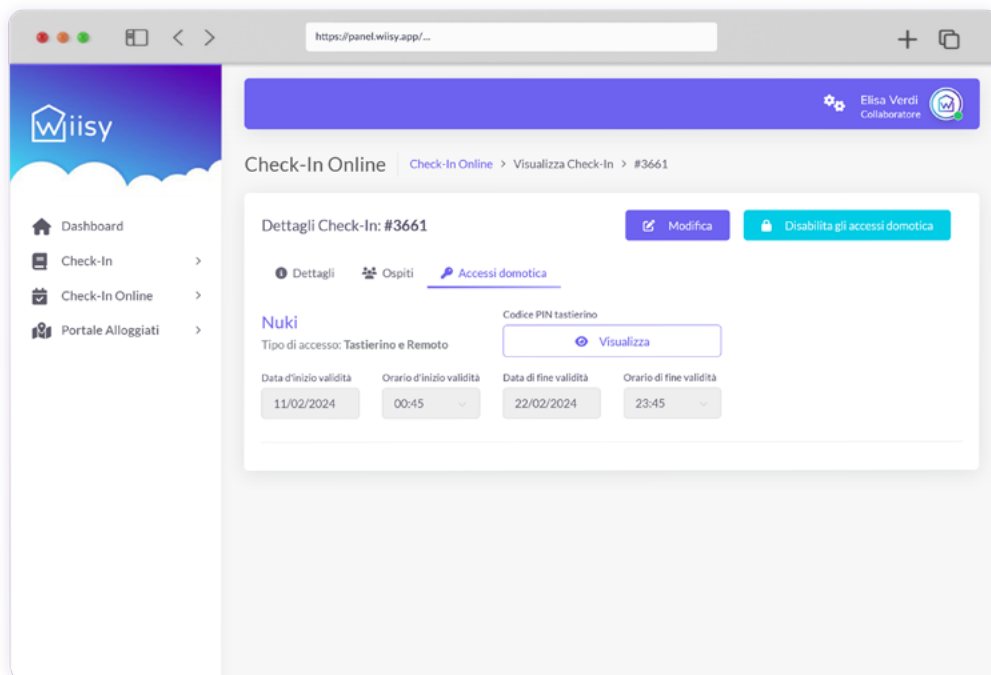 https://panel.wiisy.app/...
wiisy
Elisa Verdi
Collaboratore
Check-In Online
Check-In Online > Visualizza Check-In > #3661
Dashboard
Check-In
Check-In Online
Portale Alloggiati
Dettagli Check-In: #3661
Modifica
Disabilita gli accessi domotica
Dettagli
Ospiti
Accessi domotica
Nuki
Tipo di accesso: Tastierino e Remoto
Codice PIN tastierino
Visualizza
Data d'inizio validità
Orario d'inizio validità
Data di fine validità
Orario di fine validità
11/02/2024
00:45
22/02/2024
23:45